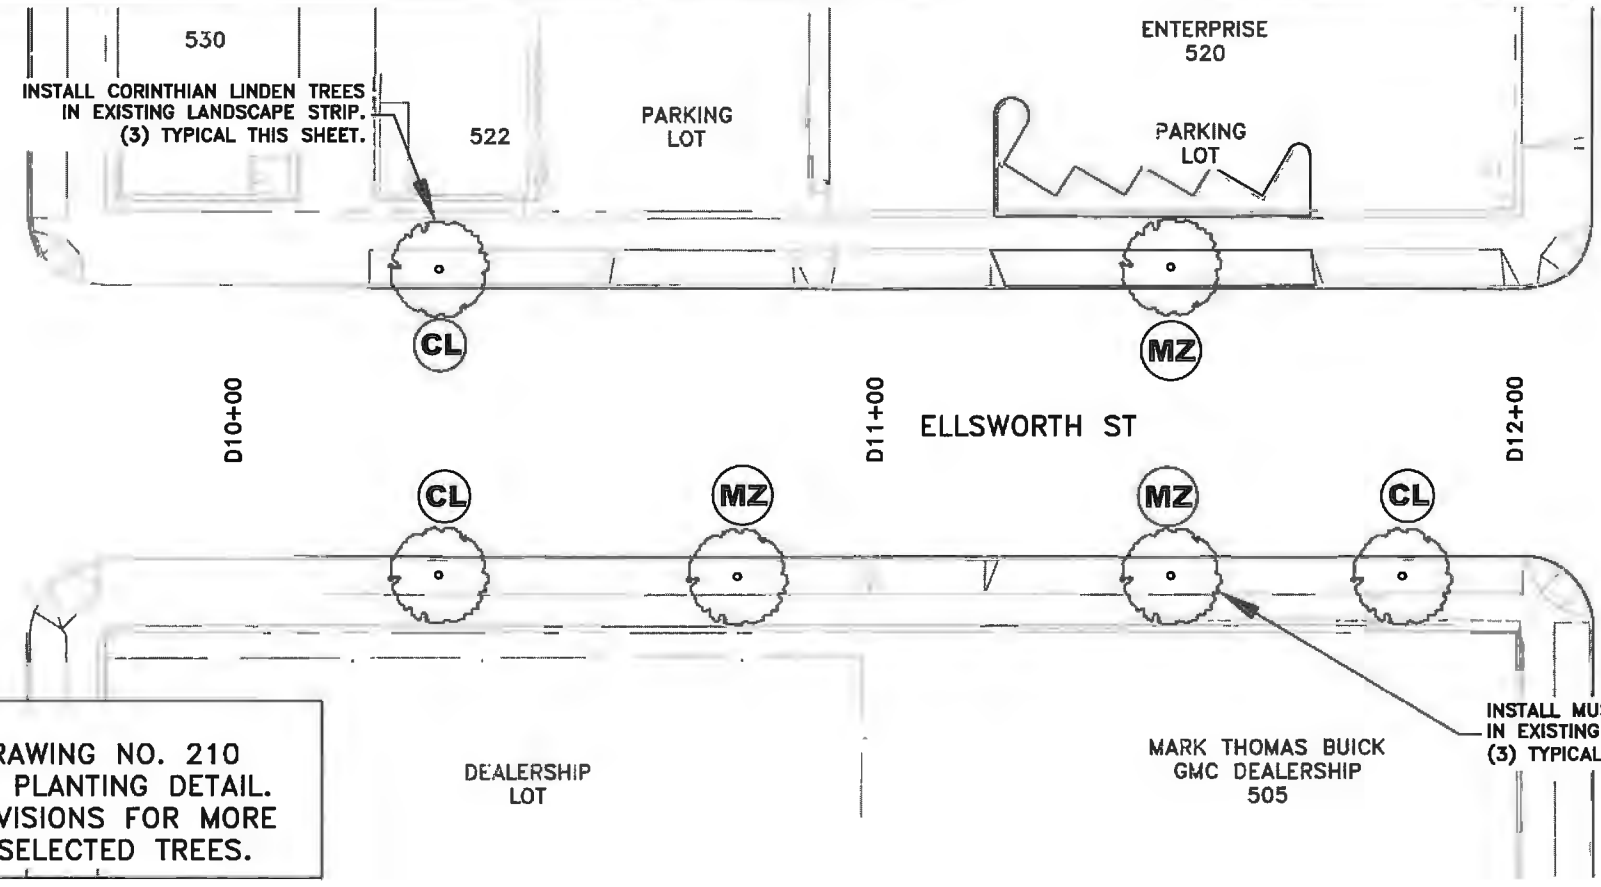 530
ENTERPRISE
520
INSTALL CORINTHIAN LINDEN TREES
IN EXISTING LANDSCAPE STRIP.
(3) TYPICAL THIS SHEET.
522
PARKING
LOT
PARKING
LOT
CL
MZ
D10+00
D11+00
ELLSWORTH ST
D12+00
CL
MZ
MZ
CL
INSTALL
IN EXISTING
(3) TYPICAL
RAWING NO. 210
PLANTING DETAIL.
VISIONS FOR MORE
SELECTED TREES.
DEALERSHIP
LOT
MARK THOMAS BUICK
GMC DEALERSHIP
505